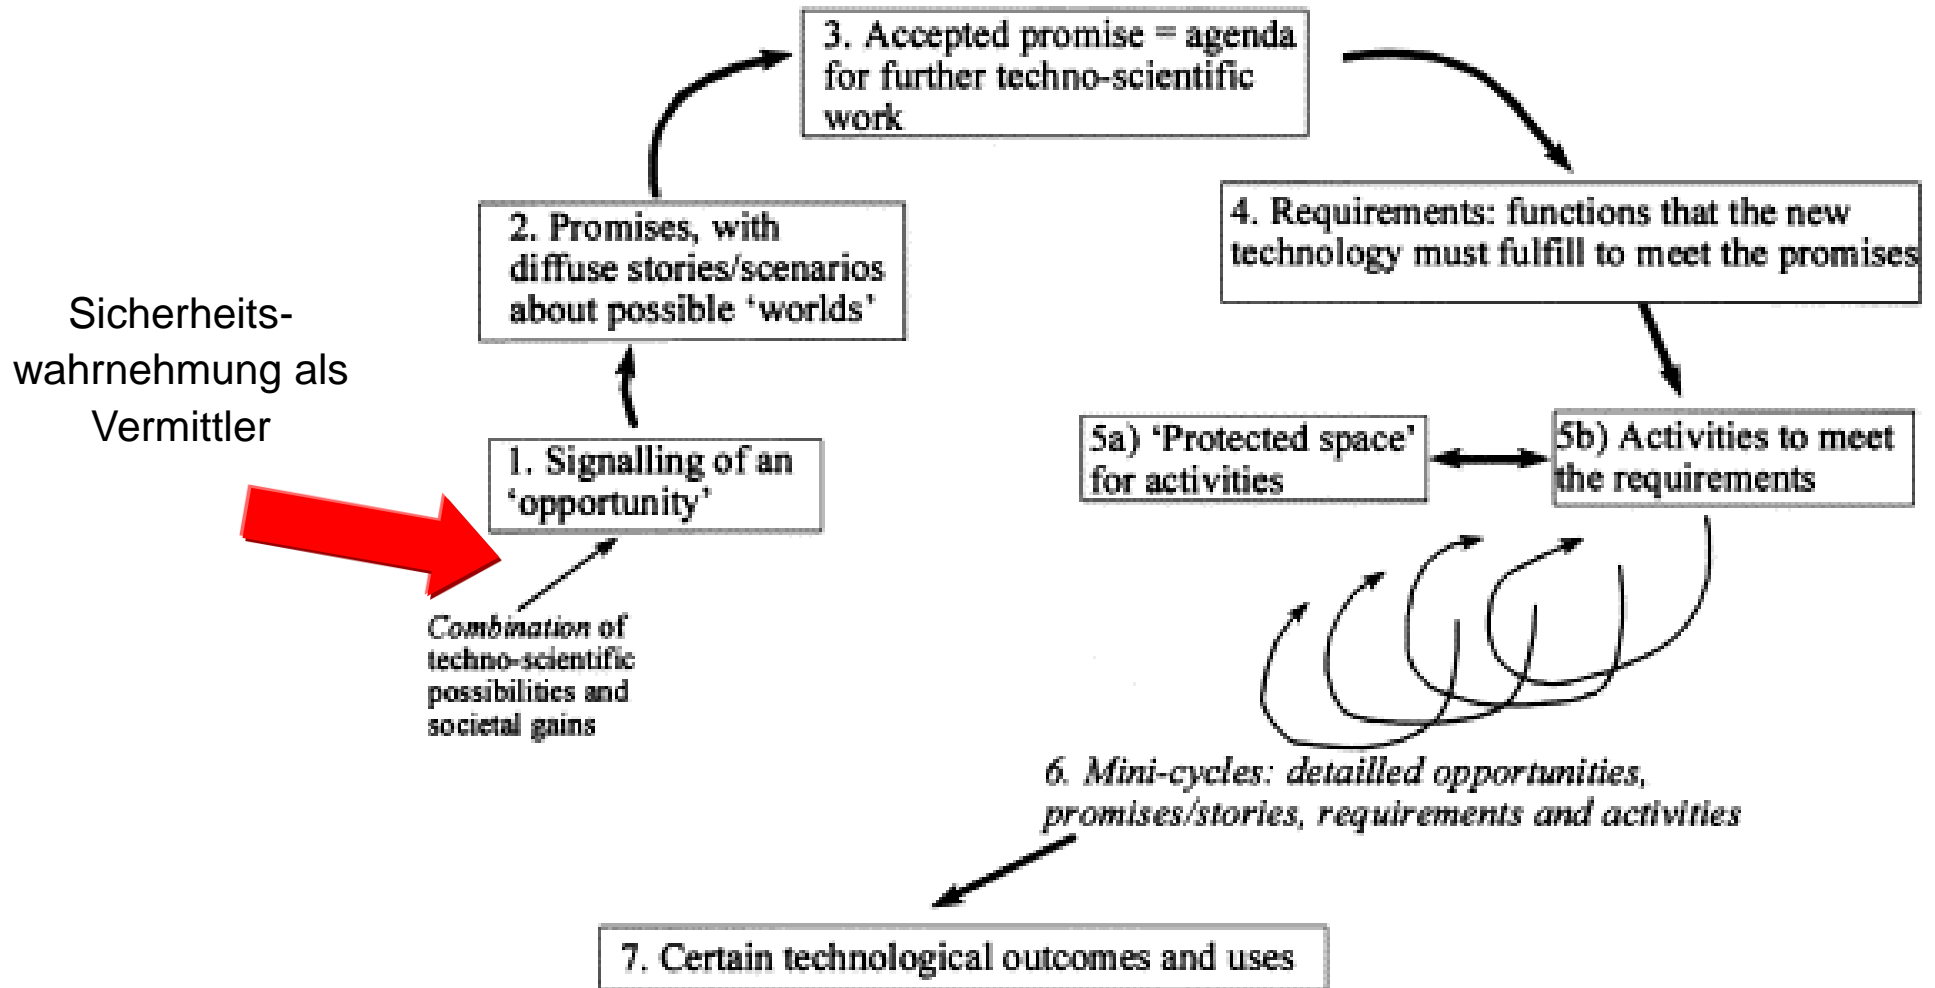 3. Accepted promise = agenda
for further techno-scientific
work
2. Promises, with
diffuse stories/scenarios
about possible ‘worlds’
4. Requirements: functions that the new
technology must fulfill to meet the promises
Sicherheits-
wahrnehmung als
Vermittler
1. Signalling of an
‘opportunity’
5a) ‘Protected space’
for activities
5b) Activities to meet
the requirements
Combination of
techno-scientific
possibilities and
societal gains
6. Mini-cycles: detailled opportunities,
promises/stories, requirements and activities
7. Certain technological outcomes and uses